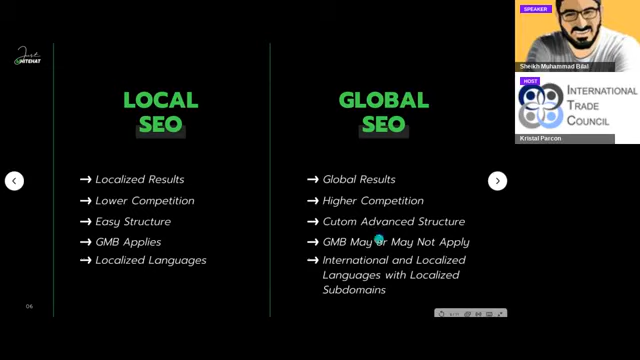 Just
WHITEHAT
LOCAL
SEO
→ Localized Results
→ Lower Competition
→ Easy Structure
→ GMB Applies
→ Localized Languages
GLOBAL
SEO
→ Global Results
→ Higher Competition
→ Cutom Advanced Structure
→ GMB May or May Not Apply
→ International and Localized
Languages with Localized
Subdomains
06
SPEAKER
Sheikh Muhammad Bilal
HOST
INTERNATIONAL
TRADE
COUNCIL
Kristal Parcon